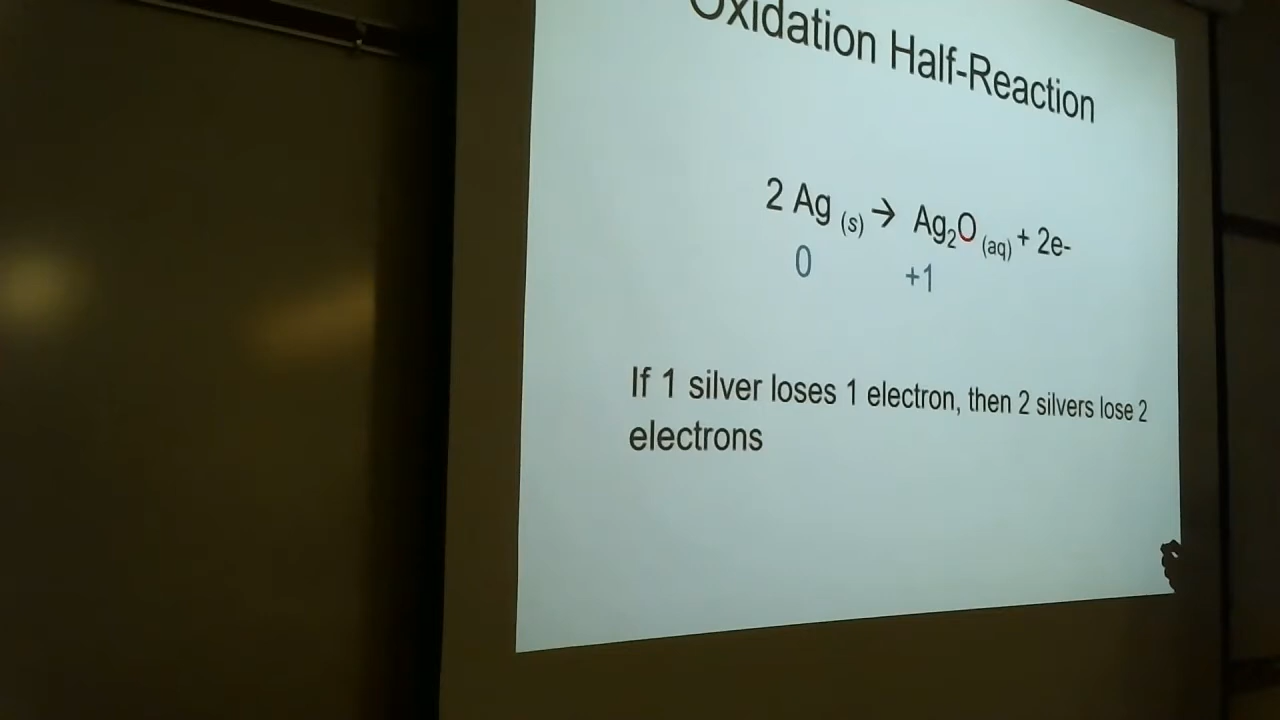 Oxidation Half-Reaction
2 Ag (s) → Ag₂O (aq) + 2e-
0 +1
If 1 silver loses 1 electron, then 2 silvers lose 2
electrons